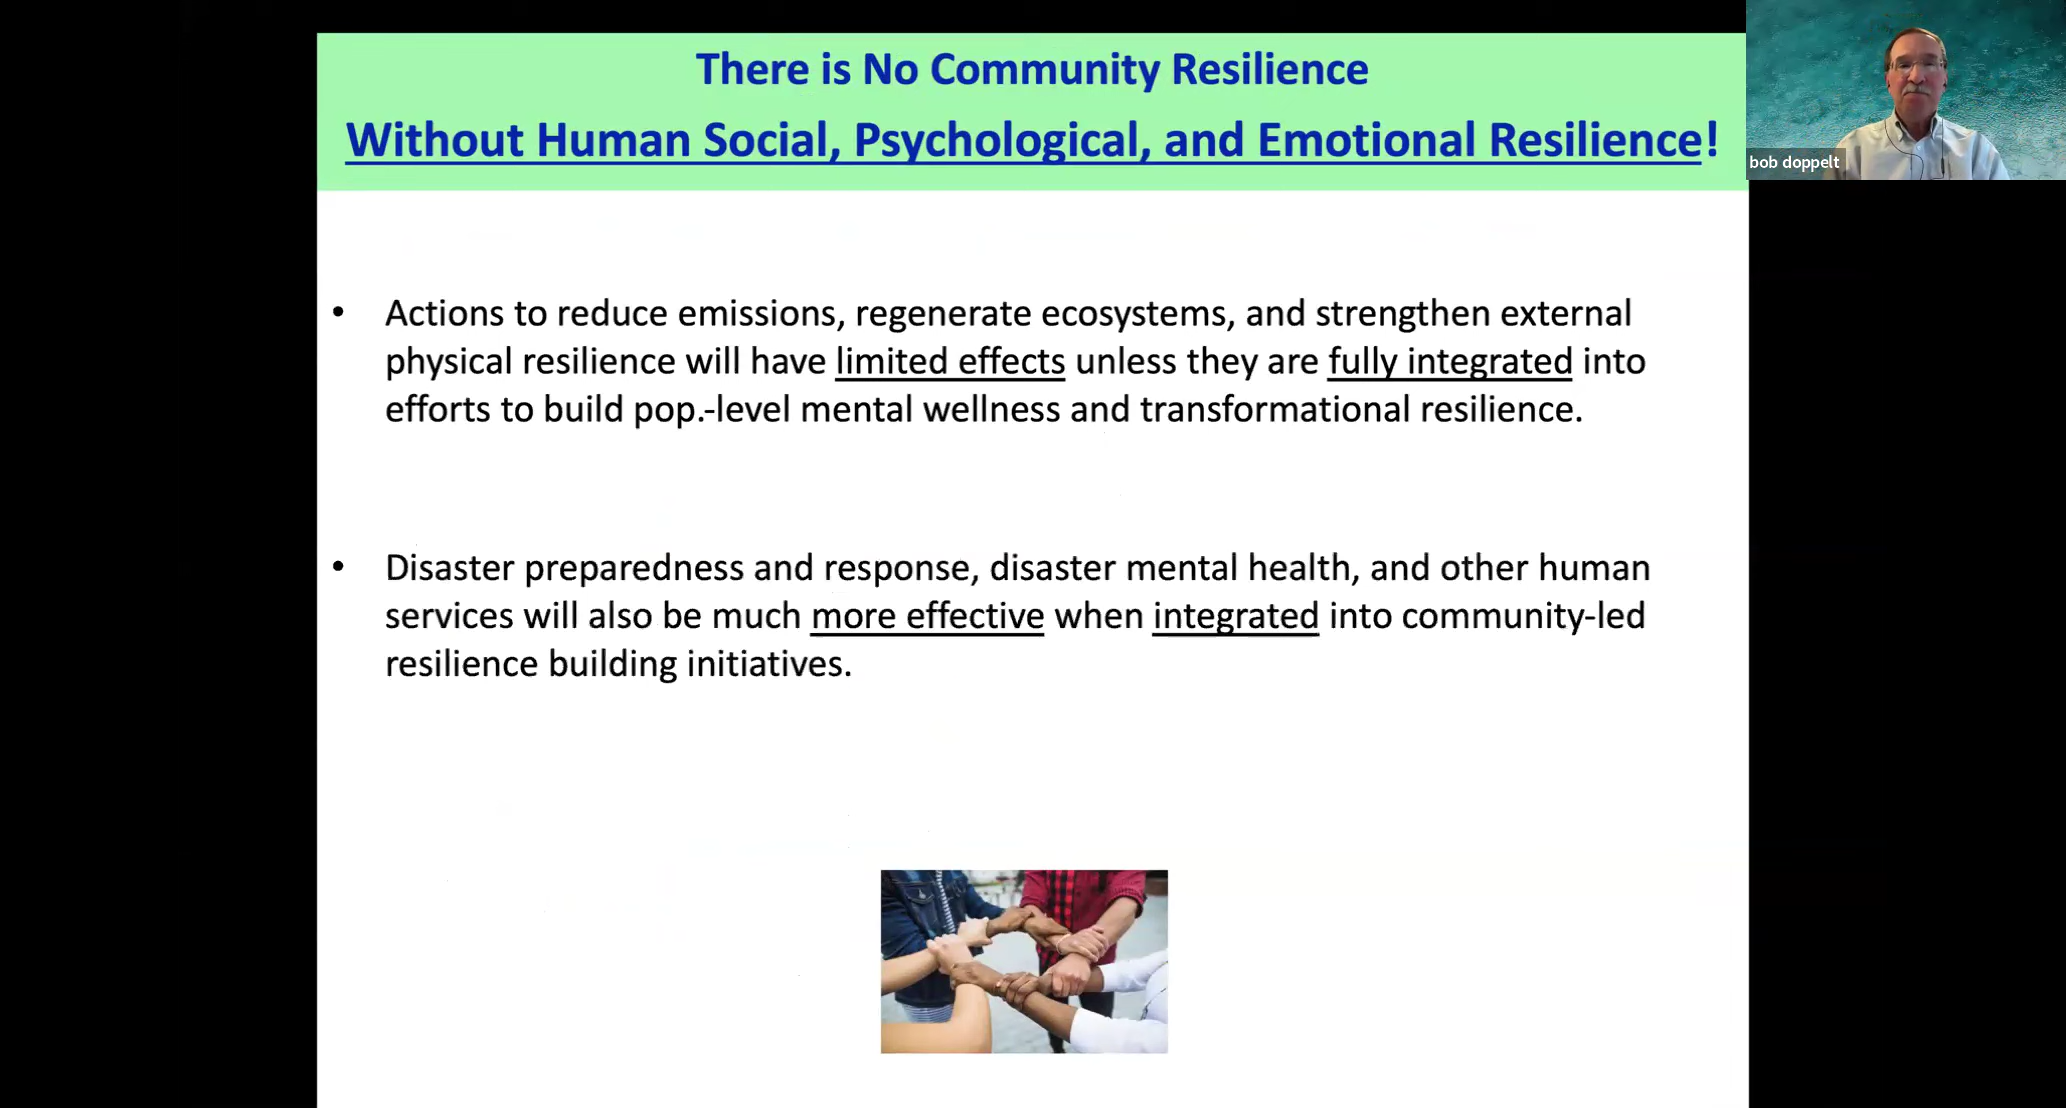 There is No Community Resilience
Without Human Social, Psychological, and Emotional Resilience!
bob doppelt
• Actions to reduce emissions, regenerate ecosystems, and strengthen external
physical resilience will have limited effects unless they are fully integrated into
efforts to build pop.-level mental wellness and transformational resilience.
• Disaster preparedness and response, disaster mental health, and other human
services will also be much more effective when integrated into community-led
resilience building initiatives.